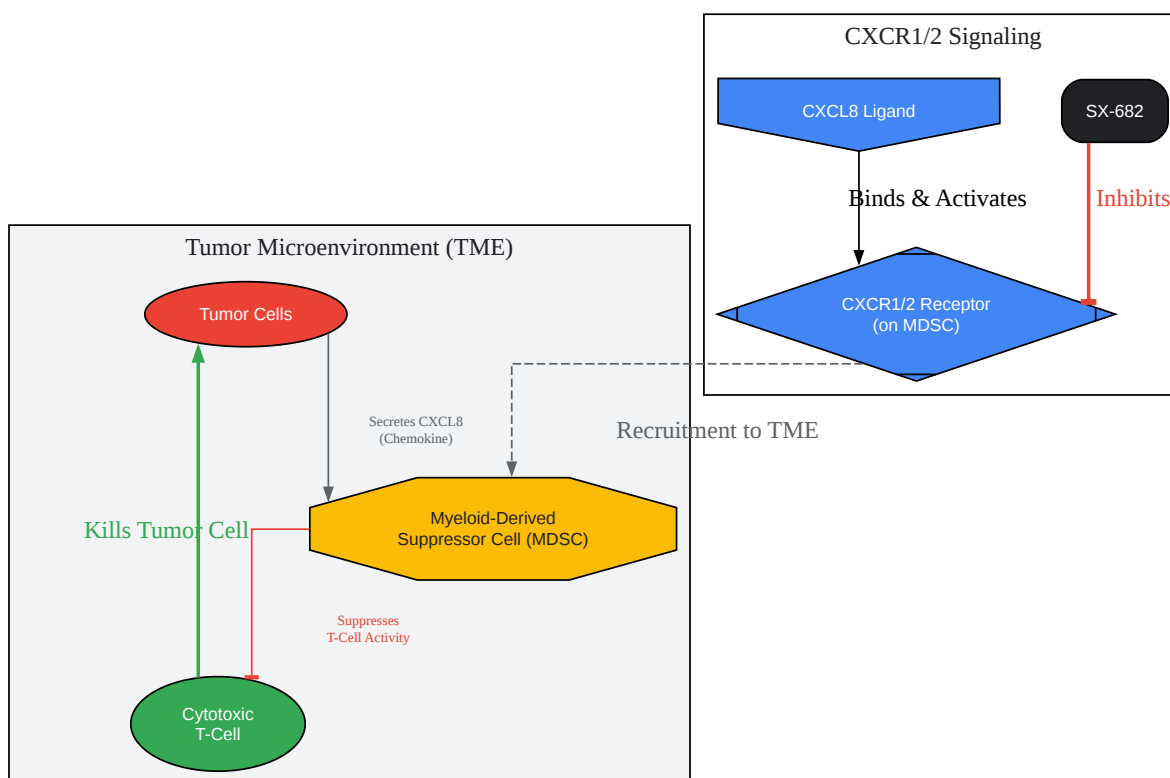 CXCR1/2 Signaling
CXCL8 Ligand
SX-682
Binds & Activates
Inhibits
CXCR1/2 Receptor
(on MDSC)
Tumor Microenvironment (TME)
Tumor Cells
Secretes CXCL8
(Chemokine)
Recruitment to TME
Kills Tumor Cell
Myeloid-Derived
Suppressor Cell (MDSC)
Suppresses
T-Cell Activity
Cytotoxic
T-Cell